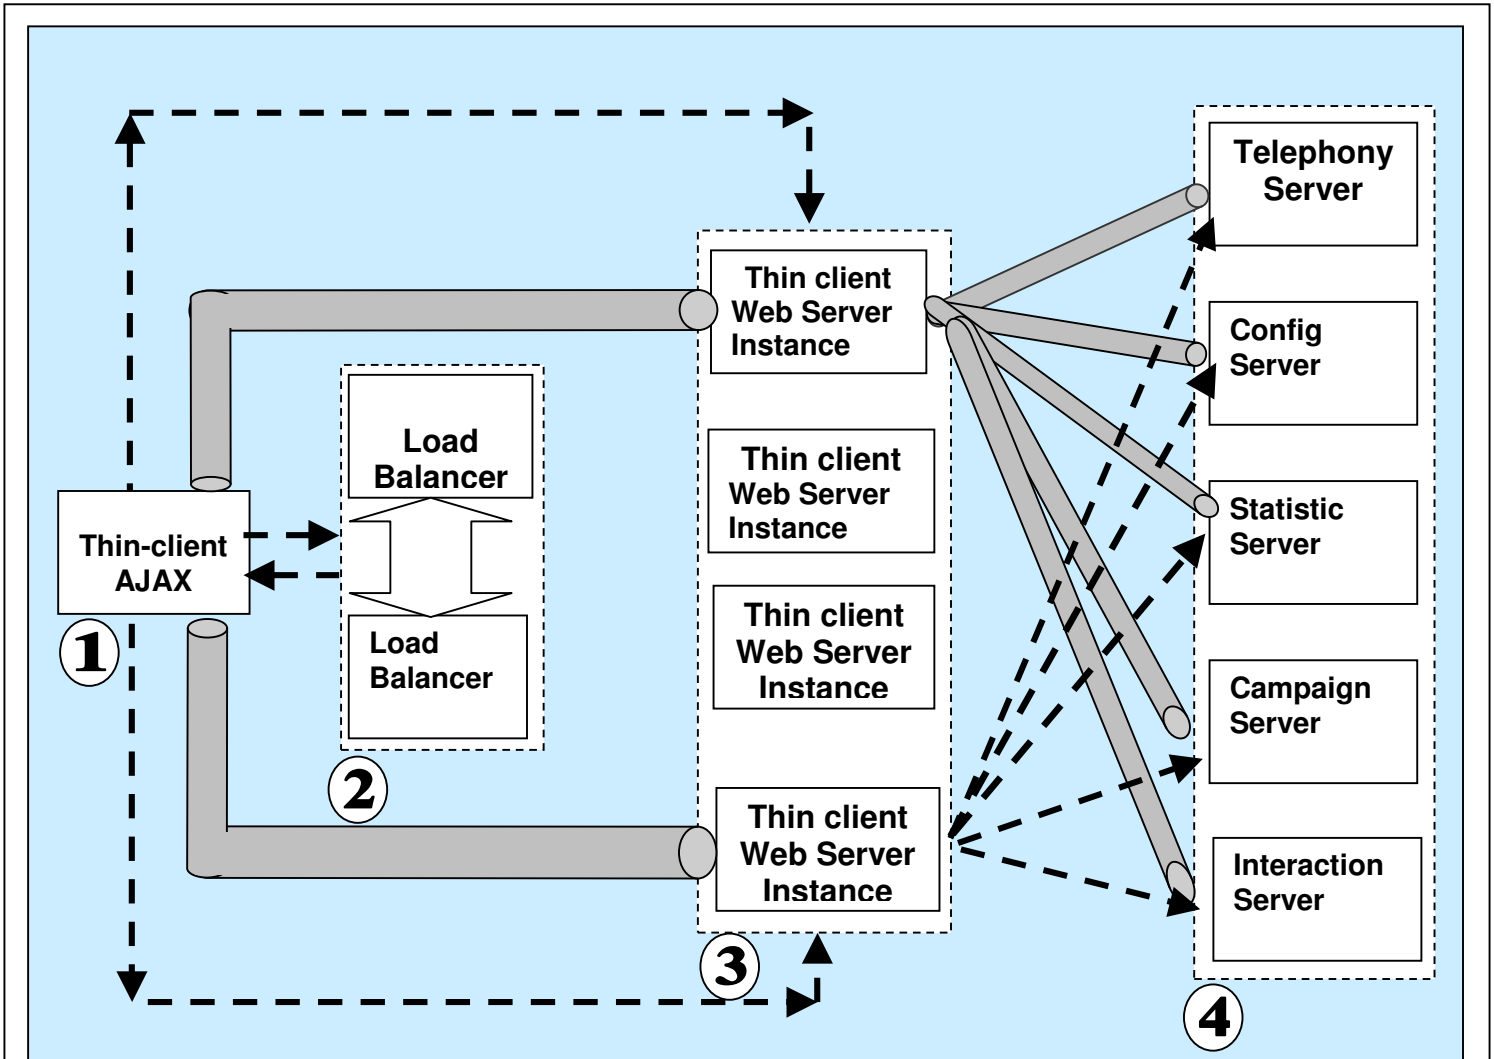 Thin-client
AJAX
1
Load
Balancer
Load
Balancer
2
Thin client
Web Server
Instance
Thin client
Web Server
Instance
Thin client
Web Server
Instance
Thin client
Web Server
Instance
3
Telephony
Server
Config
Server
Statistic
Server
Campaign
Server
Interaction
Server
4